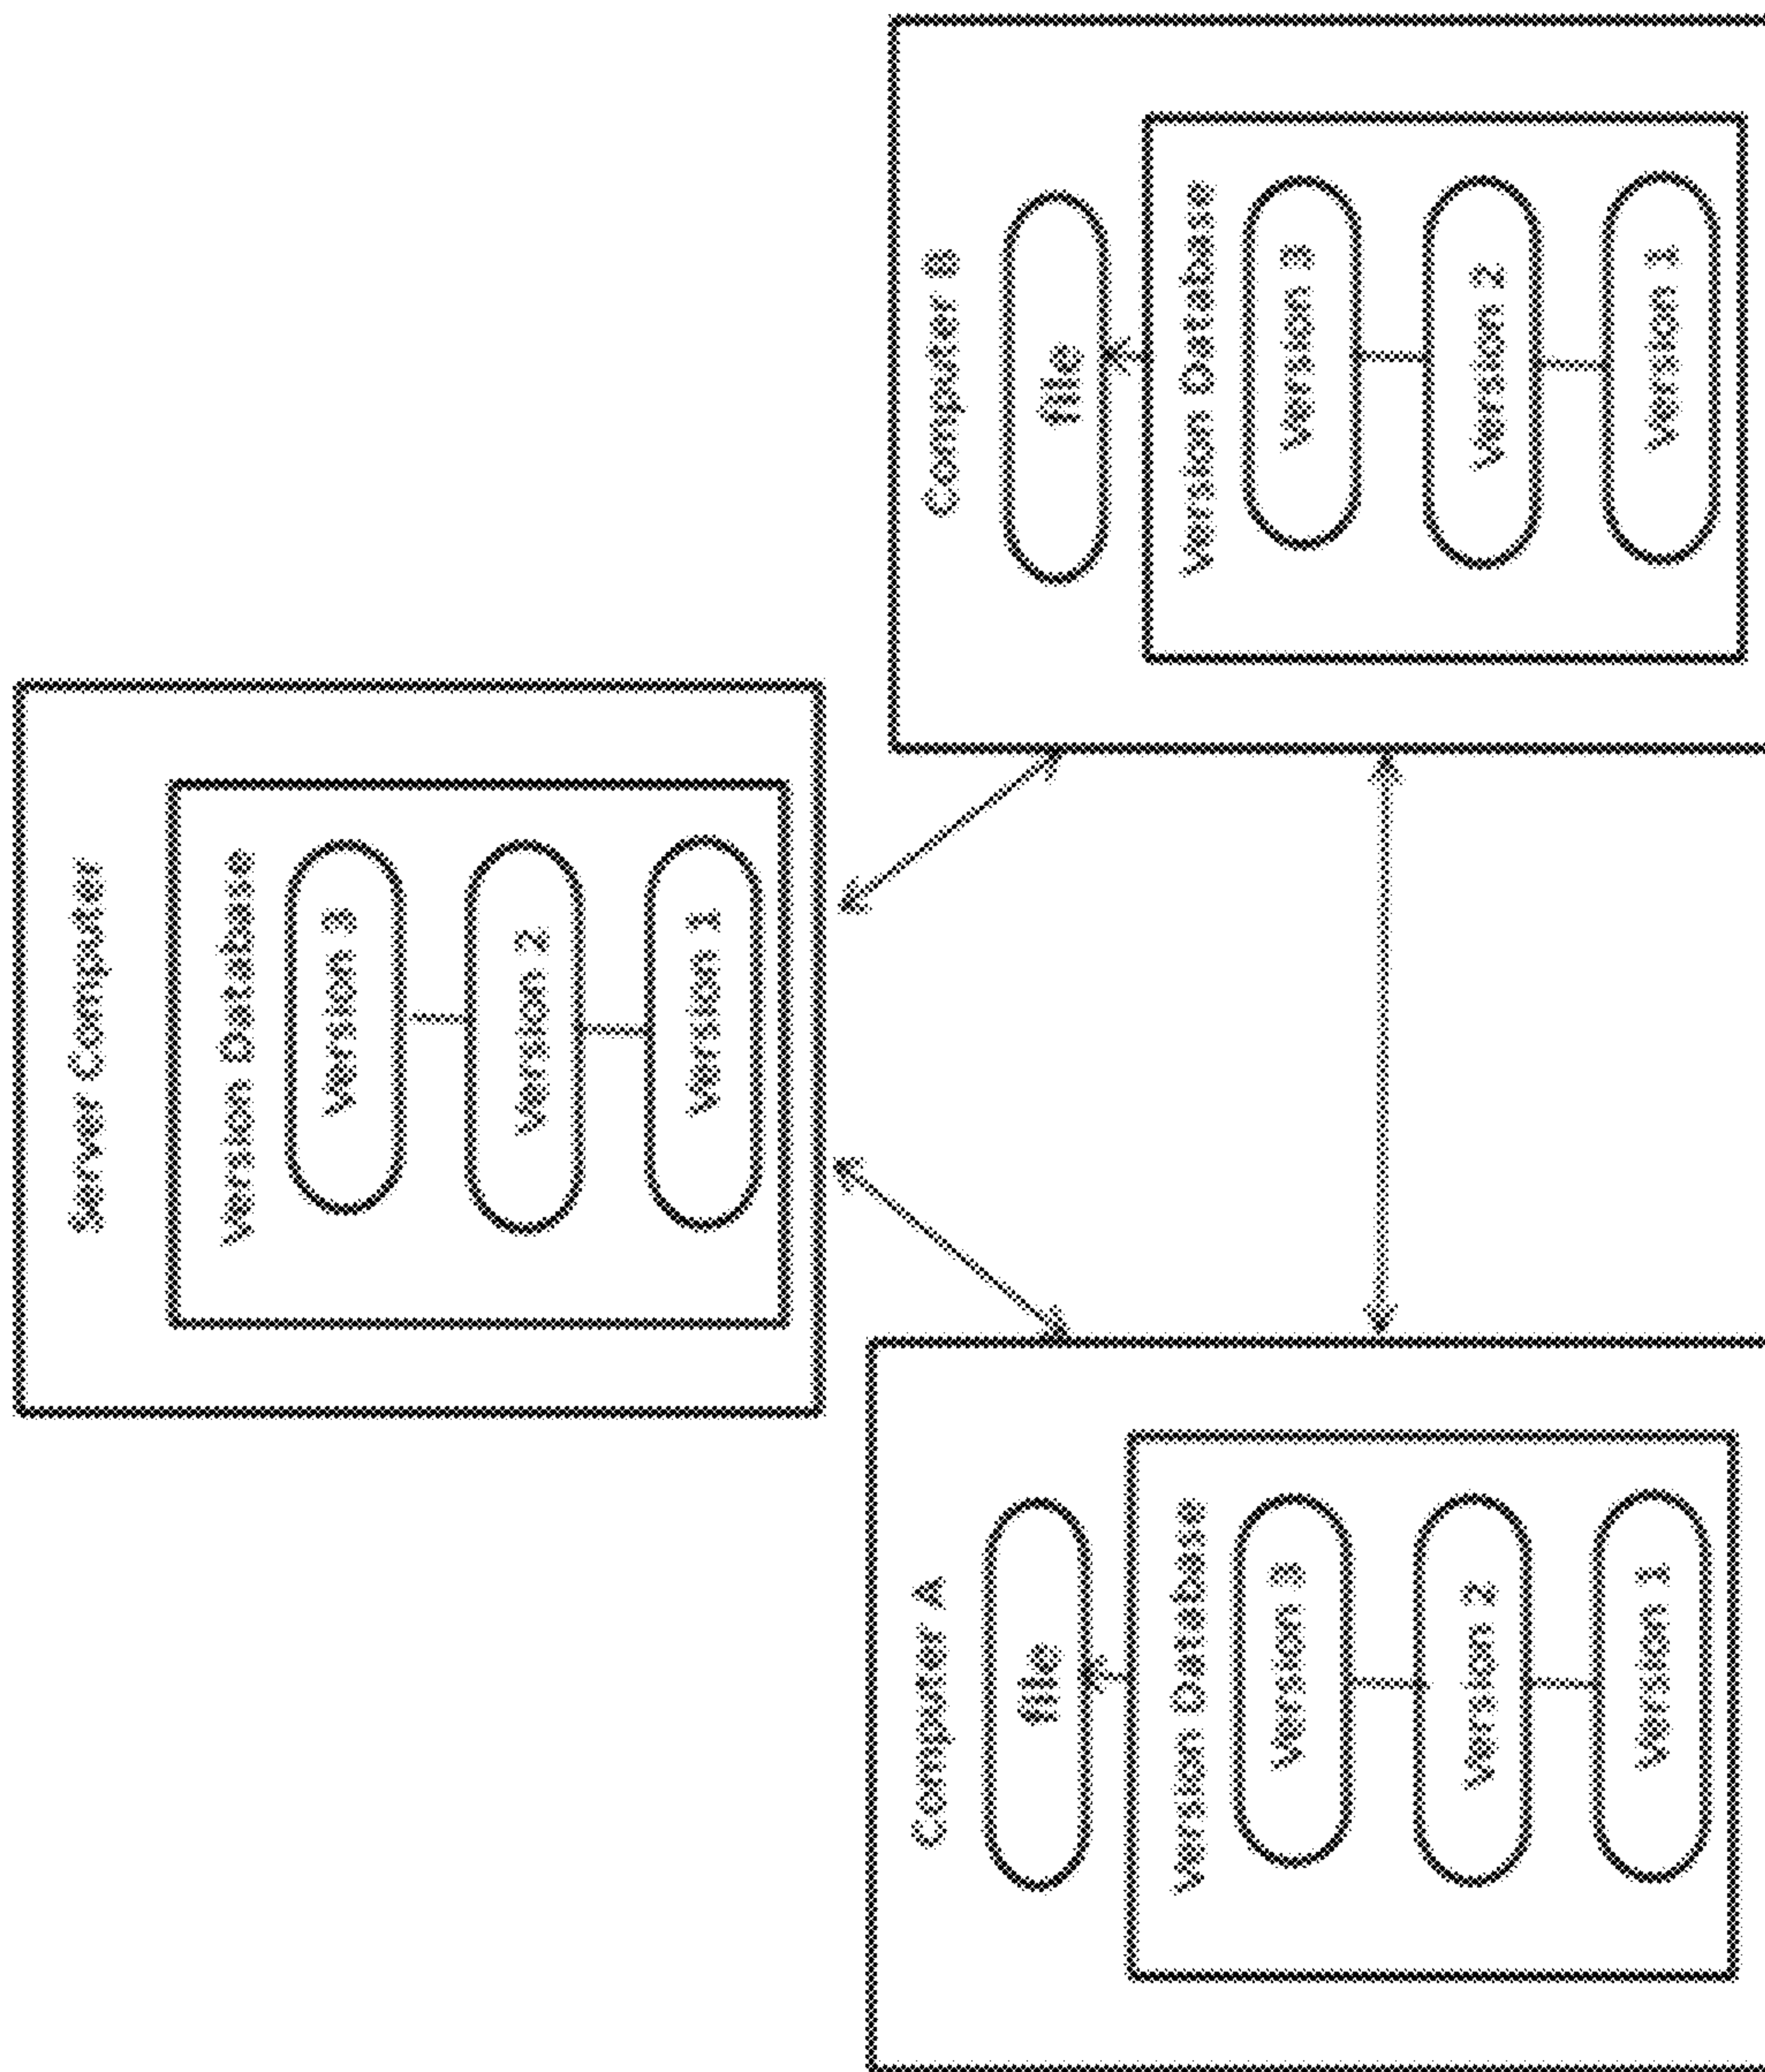 Server Computer
Version Database
Version 3
Version 2
Version 1
Computer A
file
Version Database
Version 3
Version 2
Version 1
Computer B
file
Version Database
Version 3
Version 2
Version 1